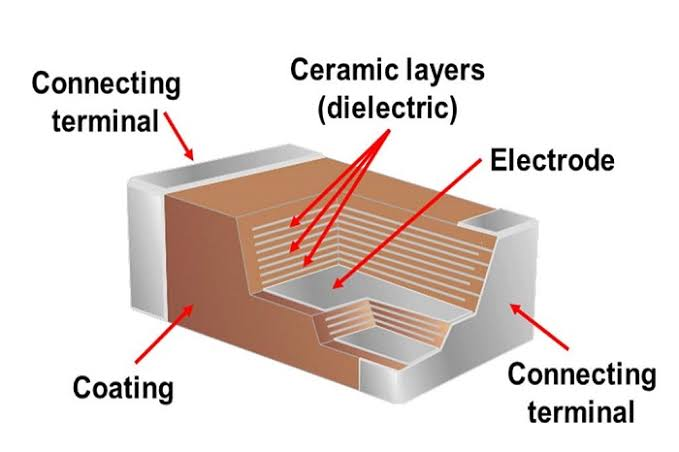 Connecting
terminal
Ceramic layers
(dielectric)
Electrode
Coating
Connecting
terminal